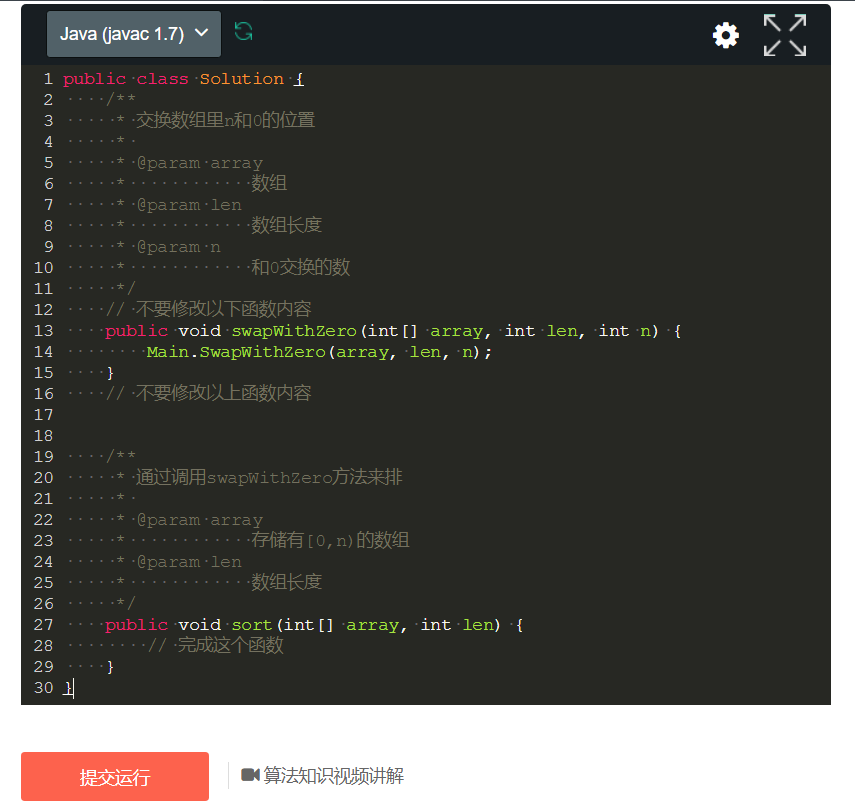 Java (javac 1.7)
1 public class Solution {
2 /**
3 * 交换数组里n和0的位置
4 *
5 * @param array
6 * 数组
7 * @param len
8 * 数组长度
9 * @param n
10 * 和0交换的数
11 */
12 // 不要修改以下函数内容
13 public void swapWithZero(int[] array, int len, int n) {
14 Main.SwapWithZero(array, len, n);
15 }
16 // 不要修改以上函数内容
17
18
19 /**
20 * 通过调用swapWithZero方法来排
21 *
22 * @param array
23 * 存储有[0,n)的数组
24 * @param len
25 * 数组长度
26 */
27 public void sort(int[] array, int len) {
28 // 完成这个函数
29 }
30 }
提交运行
算法知识视频讲解